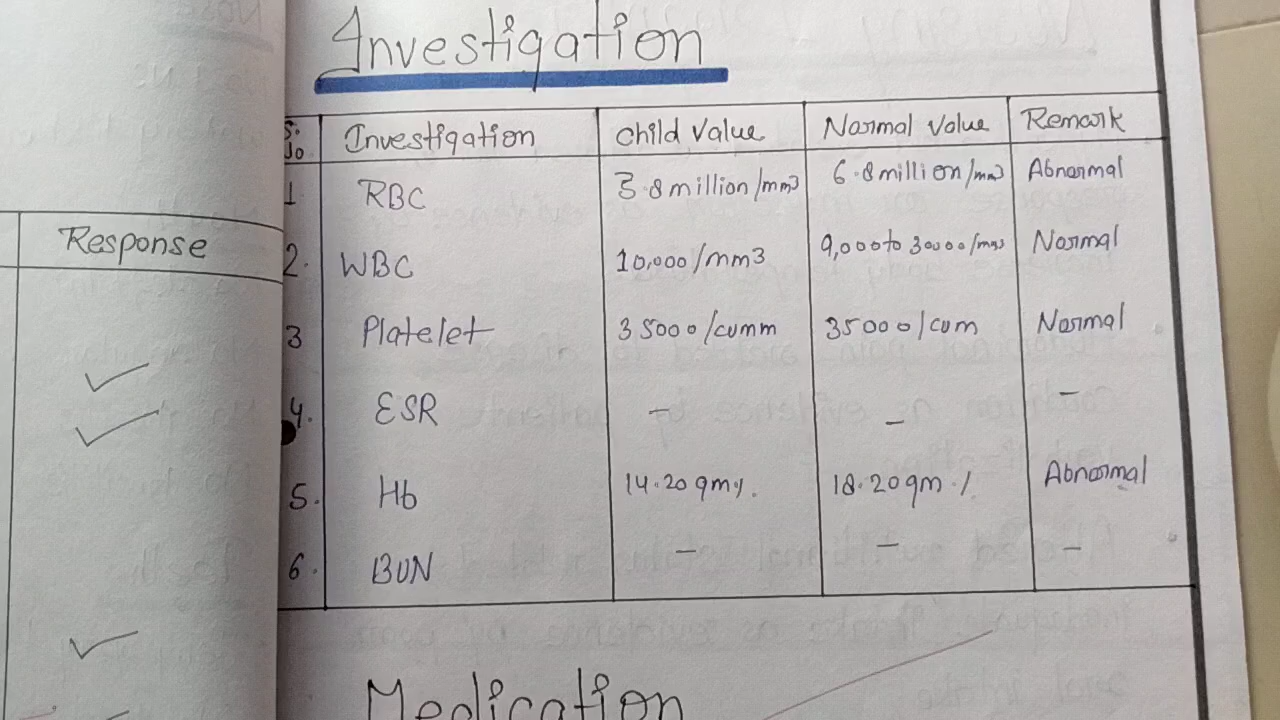 Investigation
S. No Investigation Child Value Normal Value Remark
1 RBC 3.8 million/mm3 6.8 million/mm3 Abnormal
2. WBC 10,000/mm3 9,000 to 30000/mm3 Normal
3 Platelet 35000/cumm 35000/cum Normal
4. ESR - - -
5. Hb 14.20 gm%. 18.20 gm % Abnormal
6. BUN - - -
Medication
Response